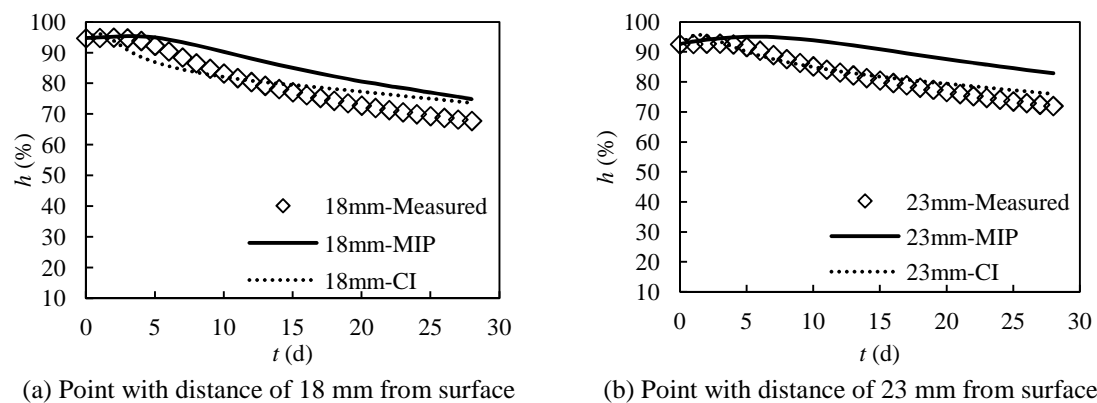 100
90
80
70
60
50
40
30
20
10
h (%)
0 5 10 15 20 25 30
t (d)
18mm-Measured
18mm-MIP
18mm-CI
(a) Point with distance of 18 mm from surface
100
90
80
70
60
50
40
30
20
10
h (%)
0 5 10 15 20 25 30
t (d)
23mm-Measured
23mm-MIP
23mm-CI
(b) Point with distance of 23 mm from surface